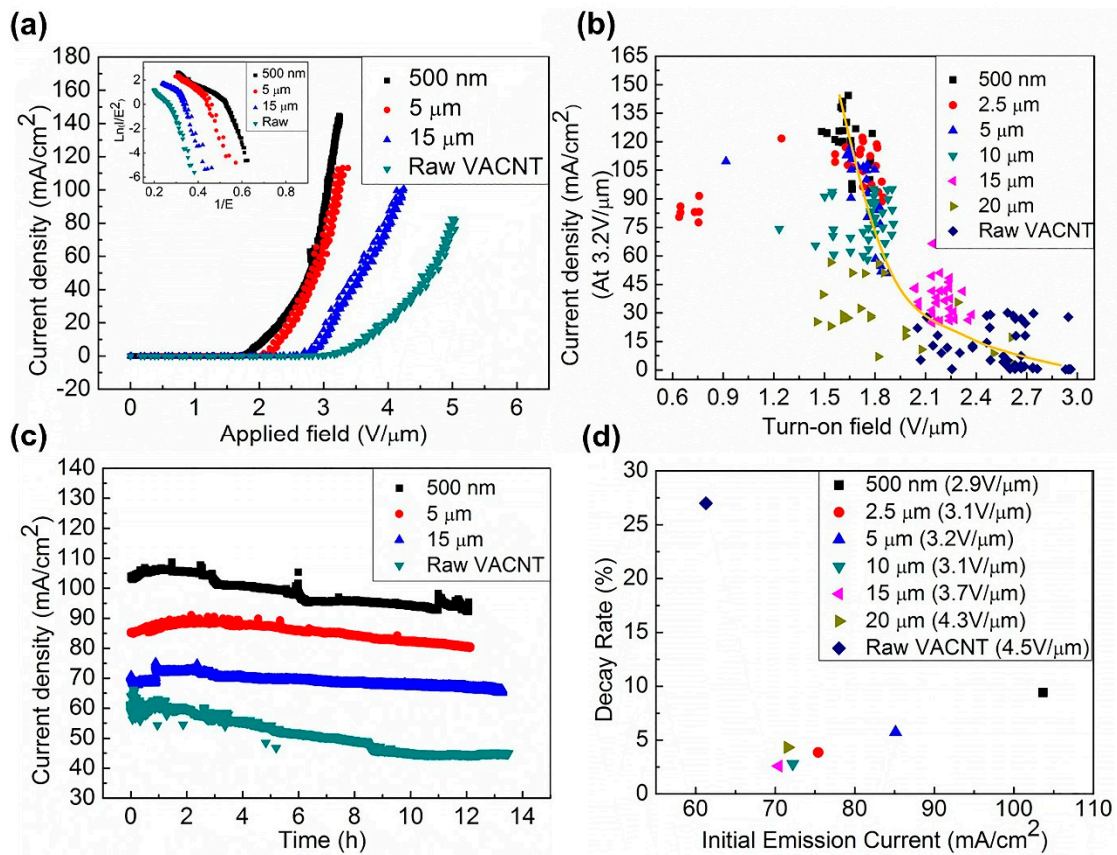 (a)
180
160
140
120
100
80
60
40
20
0
-20
Current density (mA/cm2)
0 1 2 3 4 5 6
Applied field (V/μm)
500 nm
5 μm
15 μm
Raw VACNT
2
0
-2
-4
-6
Ln(I/E2)
0.2 0.4 0.6 0.8
1/E
500 nm
5 μm
15 μm
Raw
(b)
165
150
135
120
105
90
75
60
45
30
15
0
Current density (mA/cm2)
(At 3.2V/μm)
0.6 0.9 1.2 1.5 1.8 2.1 2.4 2.7 3.0
Turn-on field (V/μm)
500 nm
2.5 μm
5 μm
10 μm
15 μm
20 μm
Raw VACNT
(c)
140
130
120
110
100
90
80
70
60
50
40
30
Current density (mA/cm2)
0 2 4 6 8 10 12 14
Time (h)
500 nm
5 μm
15 μm
Raw VACNT
(d)
30
25
20
15
10
5
0
Decay Rate (%)
60 70 80 90 100 110
Initial Emission Current (mA/cm2)
500 nm (2.9V/μm)
2.5 μm (3.1V/μm)
5 μm (3.2V/μm)
10 μm (3.1V/μm)
15 μm (3.7V/μm)
20 μm (4.3V/μm)
Raw VACNT (4.5V/μm)